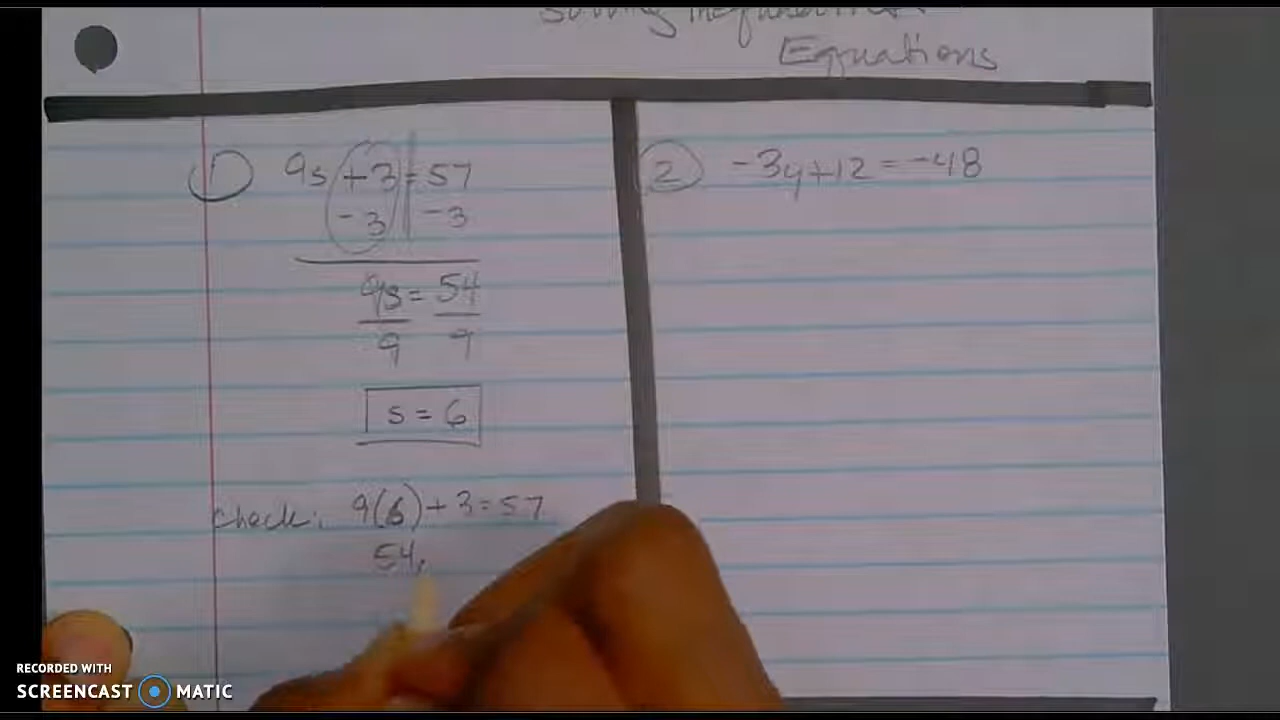 Solving
Equations
1 9s + 3 = 57
-3 -3
9s = 54
9 9
s = 6
Check: 9(6) + 3 = 57
54
2 -3y + 12 = -48
RECORDED WITH
SCREENCAST MATIC